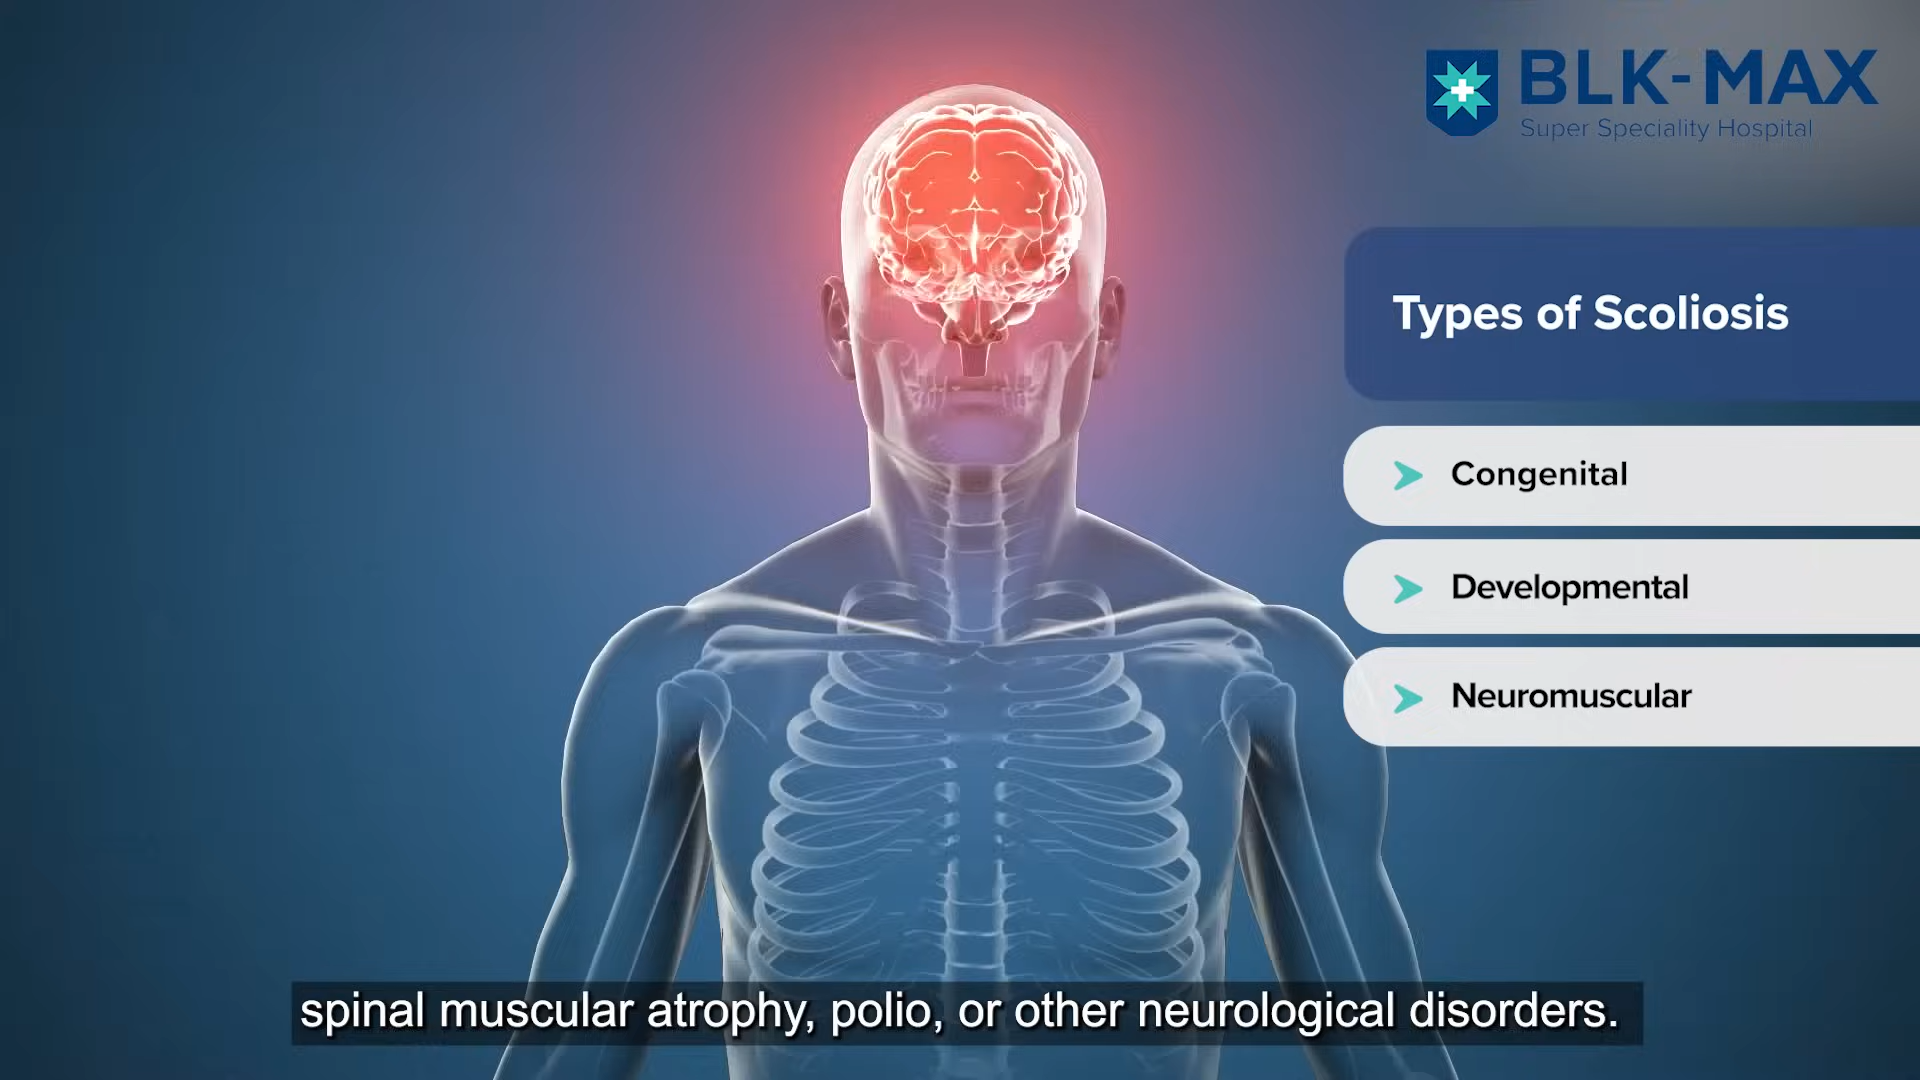 BLK-MAX
Super Speciality Hospital
Types of Scoliosis
Congenital
Developmental
Neuromuscular
spinal muscular atrophy, polio, or other neurological disorders.